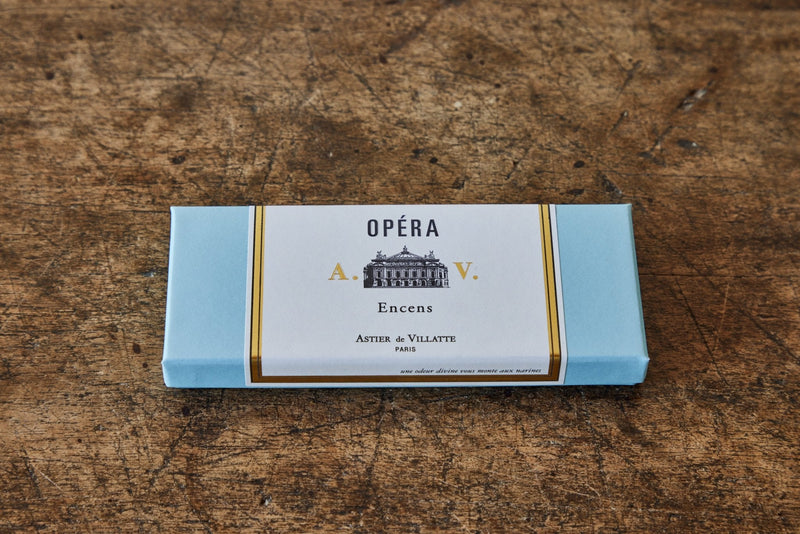 OPÉRA
A. V.
Encens
ASTIER de VILLATTE
PARIS
une odeur divine vous monte aux narines